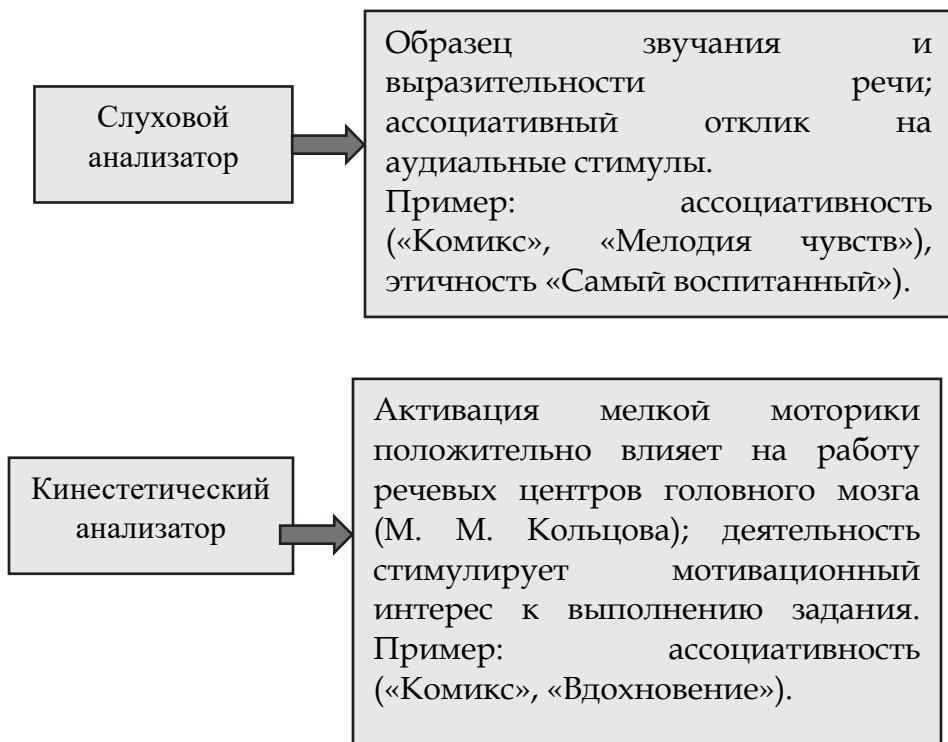 Слуховой
анализатор
Образец звучания и
выразительности речи;
ассоциативный отклик на
аудиальные стимулы.
Пример: ассоциативность
(«Комикс», «Мелодия чувств»),
этичность «Самый воспитанный»).
Кинестетический
анализатор
Активация мелкой моторики
положительно влияет на работу
речевых центров головного мозга
(М. М. Кольцова); деятельность
стимулирует мотивационный
интерес к выполнению задания.
Пример: ассоциативность
(«Комикс», «Вдохновение»).